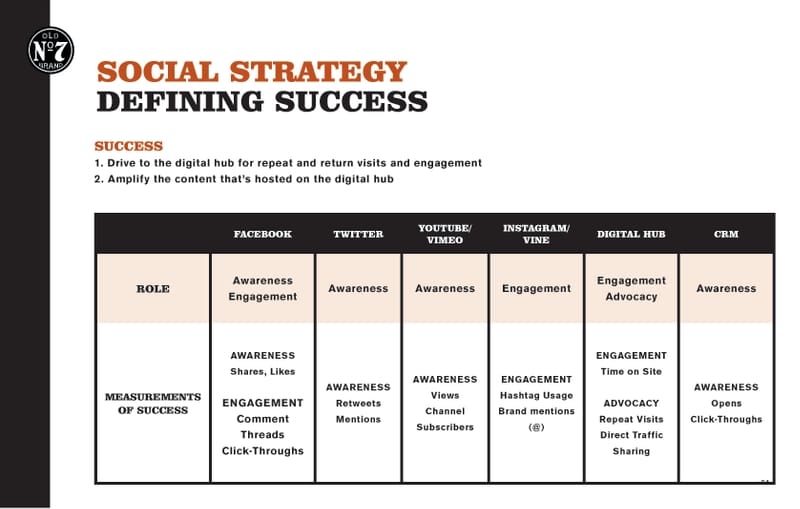 OLD
Nº7
BRAND
SOCIAL STRATEGY
DEFINING SUCCESS
SUCCESS
1. Drive to the digital hub for repeat and return visits and engagement
2. Amplify the content that's hosted on the digital hub
FACEBOOK
TWITTER
YOUTUBE/
VIMEO
INSTAGRAM/
VINE
DIGITAL HUB
CRM
ROLE
Awareness
Engagement
Awareness
Awareness
Engagement
Engagement
Advocacy
Awareness
MEASUREMENTS
OF SUCCESS
AWARENESS
Shares, Likes
ENGAGEMENT
Comment
Threads
Click-Throughs
AWARENESS
Retweets
Mentions
AWARENESS
Views
Channel
Subscribers
ENGAGEMENT
Hashtag Usage
Brand mentions
(@)
ENGAGEMENT
Time on Site
ADVOCACY
Repeat Visits
Direct Traffic
Sharing
AWARENESS
Opens
Click-Throughs